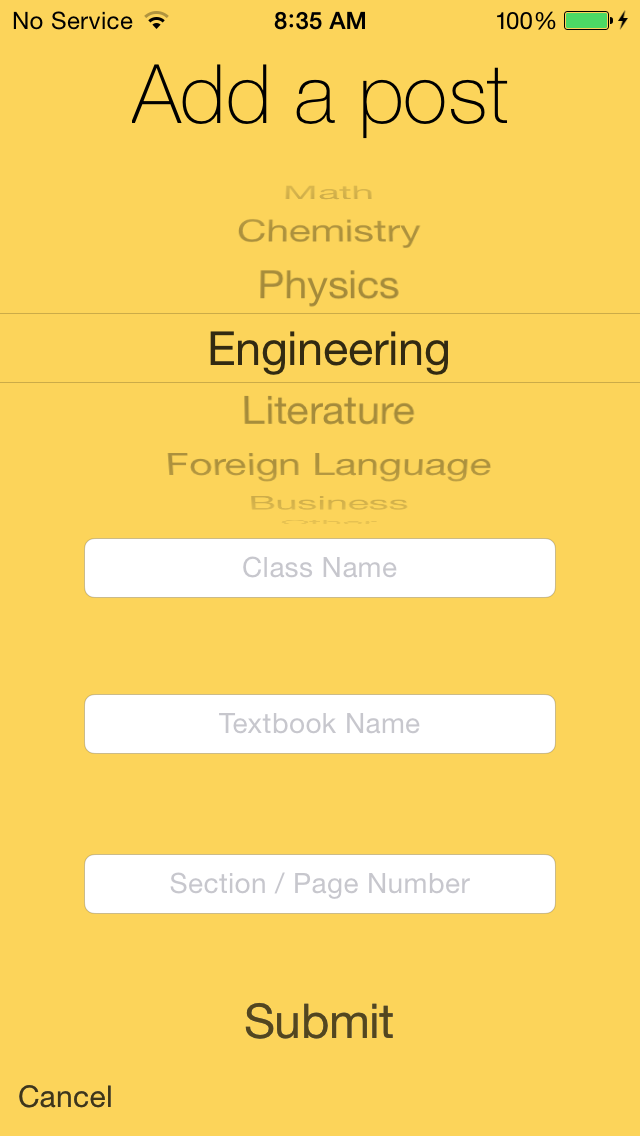 No Service 8:35 AM 100%
Add a post
Math
Chemistry
Physics
Engineering
Literature
Foreign Language
Business
Other
Class Name
Textbook Name
Section / Page Number
Submit
Cancel